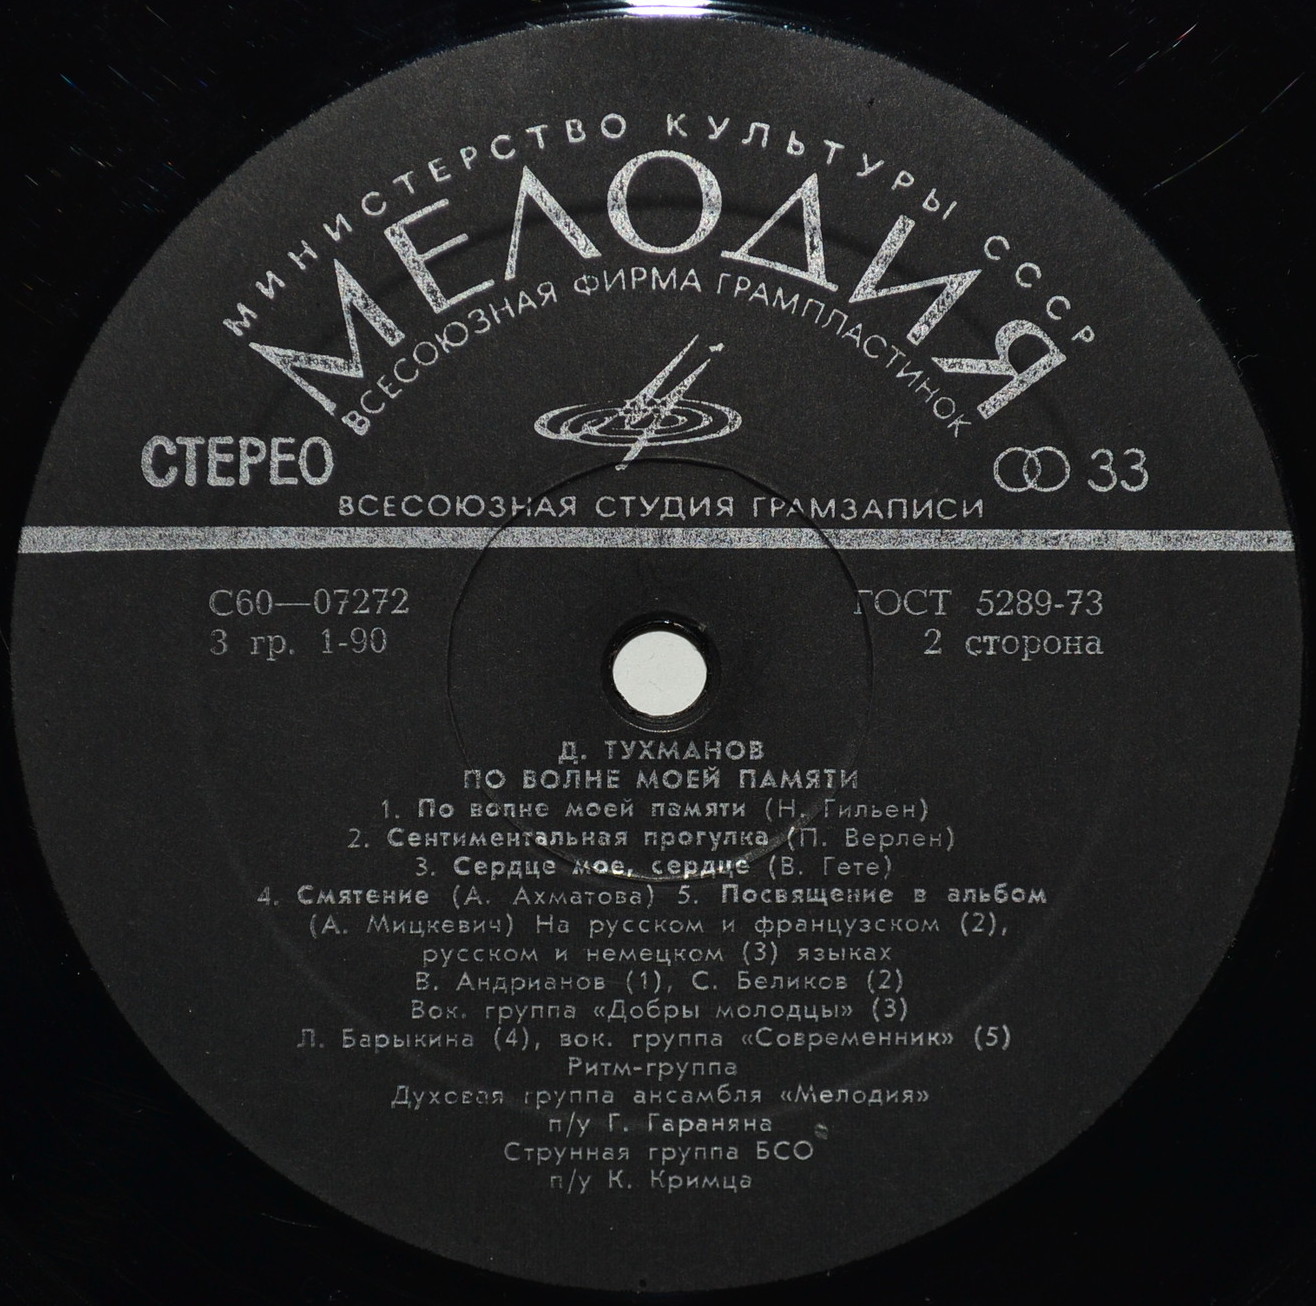 МИНИСТЕРСТВО КУЛЬТУРЫ СССР
МЕЛОДИЯ
ВСЕСОЮЗНАЯ ФИРМА ГРАМПЛАСТИНОК
СТЕРЕО
33
ВСЕСОЮЗНАЯ СТУДИЯ ГРАМЗАПИСИ
С60—07272 ГОСТ 5289-73
3 гр. 1-90 2 сторона
Д. ТУХМАНОВ
ПО ВОЛНЕ МОЕЙ ПАМЯТИ
1. По волне моей памяти (Н. Гильен)
2. Сентиментальная прогулка (П. Верлен)
3. Сердце мое, сердце (В. Гете)
4. Смятение (А. Ахматова) 5. Посвящение в альбом
(А. Мицкевич) На русском и французском (2),
русском и немецком (3) языках
В. Андрианов (1), С. Беликов (2)
Вок. группа «Добры молодцы» (3)
Л. Барыкина (4), вок. группа «Современник» (5)
Ритм-группа
Духовая группа ансамбля «Мелодия»
п/у Г. Гараняна
Струнная группа БСО
п/у К. Кримца